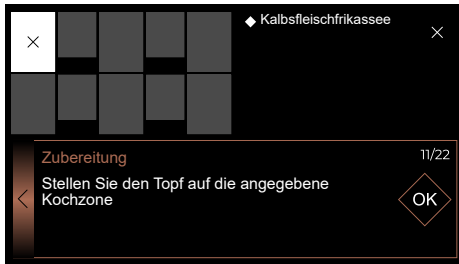 Kalbsfleischfrikassee
Zubereitung
11/22
Stellen Sie den Topf auf die angegebene
Kochzone
OK